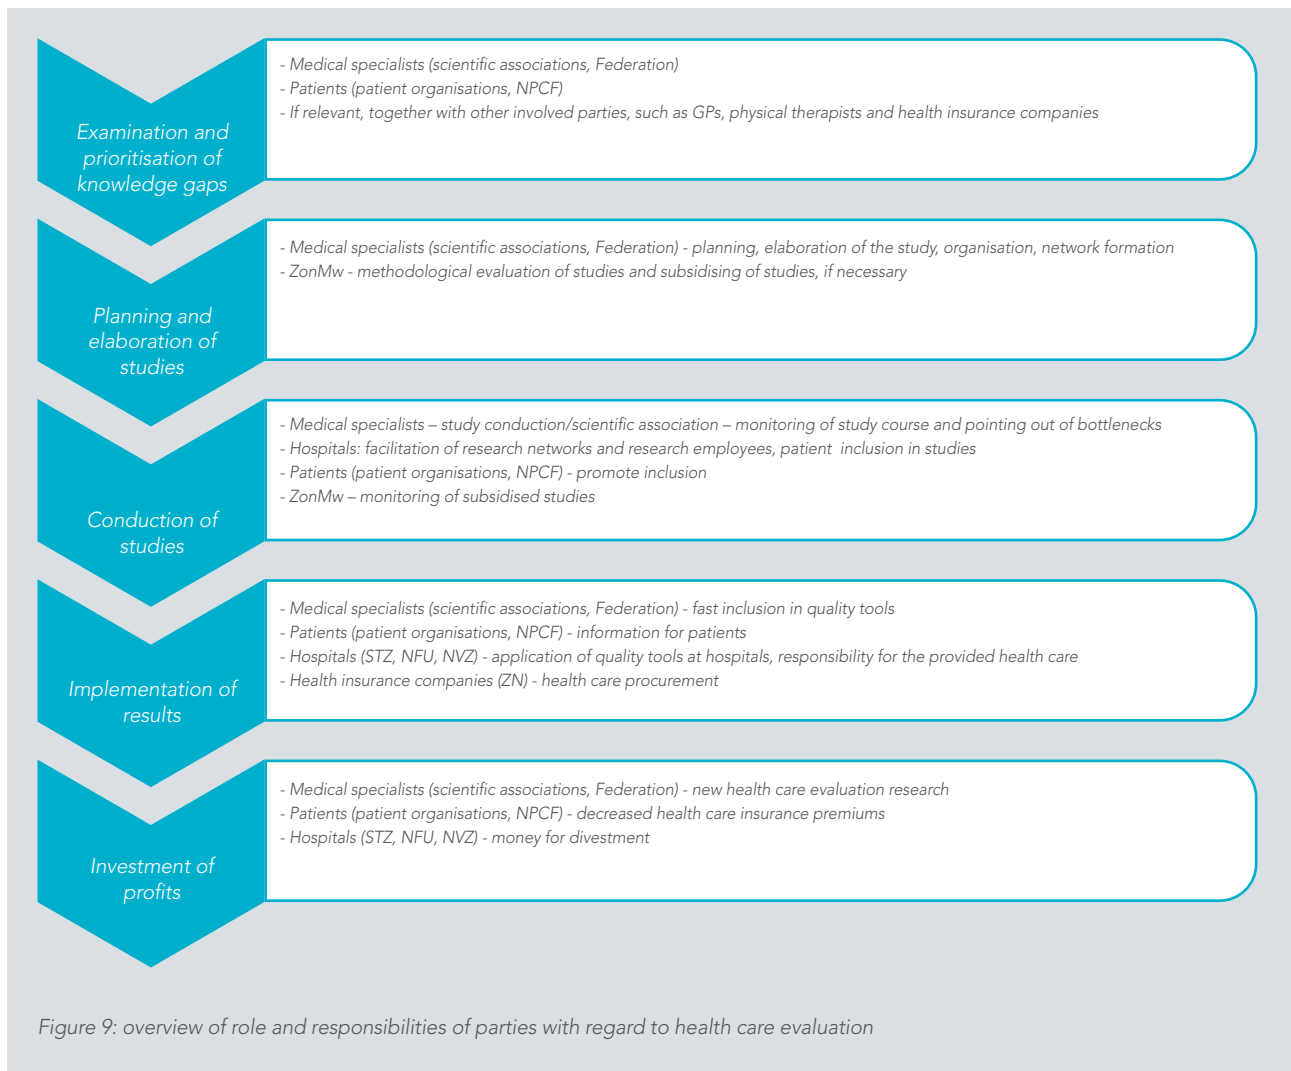 Examination and
prioritisation of
knowledge gaps
- Medical specialists (scientific associations, Federation)
- Patients (patient organisations, NPCF)
- If relevant, together with other involved parties, such as GPs, physical therapists and health insurance companies
Planning and
elaboration of
studies
- Medical specialists (scientific associations, Federation) - planning, elaboration of the study, organisation, network formation
- ZonMw - methodological evaluation of studies and subsidising of studies, if necessary
Conduction of
studies
- Medical specialists – study conduction/scientific association – monitoring of study course and pointing out of bottlenecks
- Hospitals: facilitation of research networks and research employees, patient  inclusion in studies
- Patients (patient organisations, NPCF) - promote inclusion
- ZonMw – monitoring of subsidised studies
Implementation of
results
- Medical specialists (scientific associations, Federation) - fast inclusion in quality tools
- Patients (patient organisations, NPCF) - information for patients
- Hospitals (STZ, NFU, NVZ) - application of quality tools at hospitals, responsibility for the provided health care
- Health insurance companies (ZN) - health care procurement
Investment of
profits
- Medical specialists (scientific associations, Federation) - new health care evaluation research
- Patients (patient organisations, NPCF) - decreased health care insurance premiums
- Hospitals (STZ, NFU, NVZ) - money for divestment
Figure 9: overview of role and responsibilities of parties with regard to health care evaluation